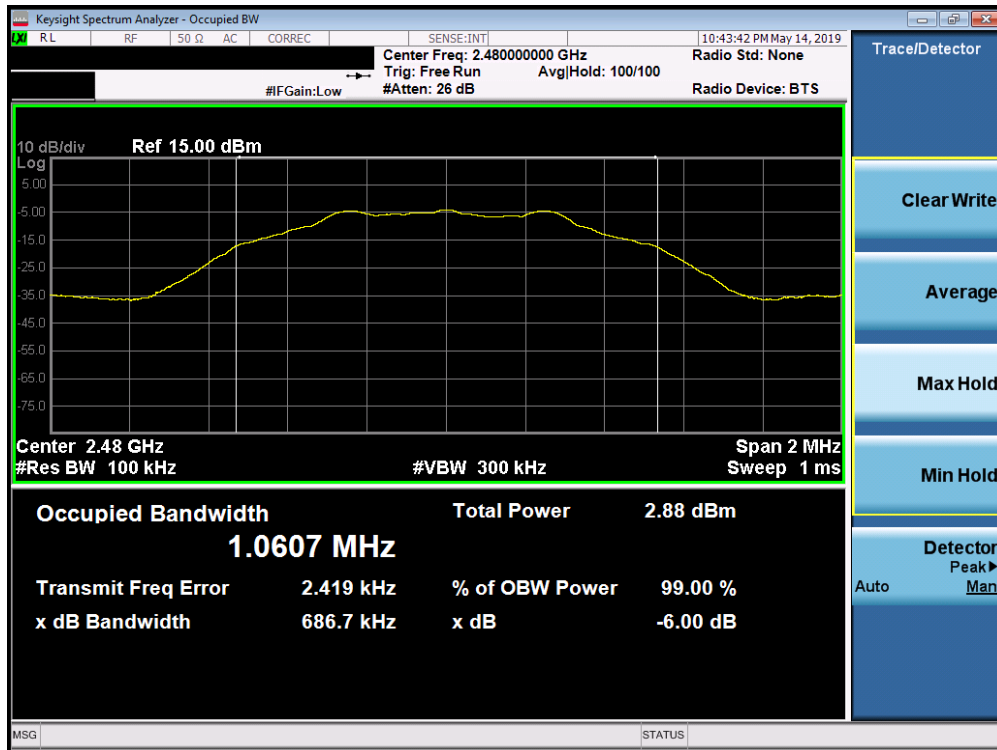 Keysight Spectrum Analyzer - Occupied BW
LXI RL RF 50 Ω AC CORREC SENSE:INT 10:43:42 PM May 14, 2019
Center Freq: 2.480000000 GHz Radio Std: None
Trig: Free Run Avg|Hold: 100/100
#IFGain:Low #Atten: 26 dB Radio Device: BTS
10 dB/div Ref 15.00 dBm
Log
5.00
-5.00
-15.0
-25.0
-35.0
-45.0
-55.0
-65.0
-75.0
Center 2.48 GHz Span 2 MHz
#Res BW 100 kHz #VBW 300 kHz Sweep 1 ms
Occupied Bandwidth Total Power 2.88 dBm
1.0607 MHz
Transmit Freq Error 2.419 kHz % of OBW Power 99.00 %
x dB Bandwidth 686.7 kHz x dB -6.00 dB
MSG STATUS
Trace/Detector
Clear Write
Average
Max Hold
Min Hold
Detector
Peak▶
Auto Man